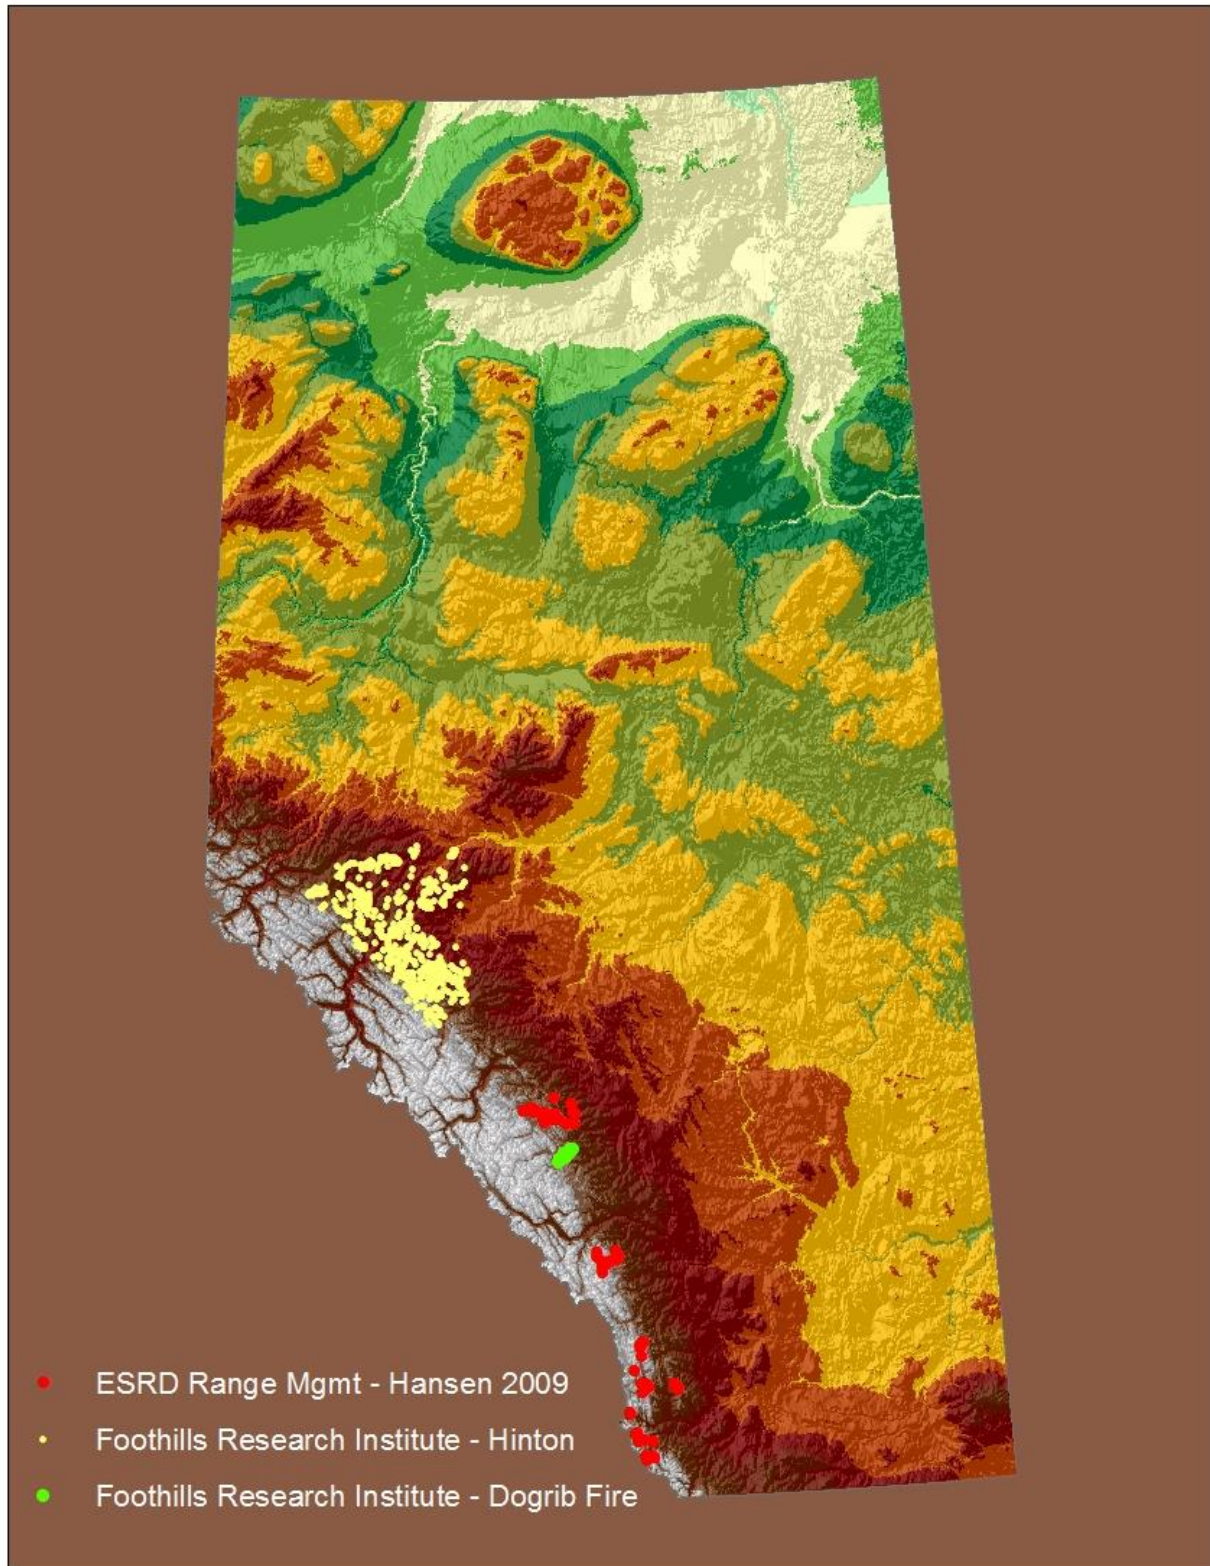 ESRD Range Mgmt - Hansen 2009
Foothills Research Institute - Hinton
Foothills Research Institute - Dogrib Fire